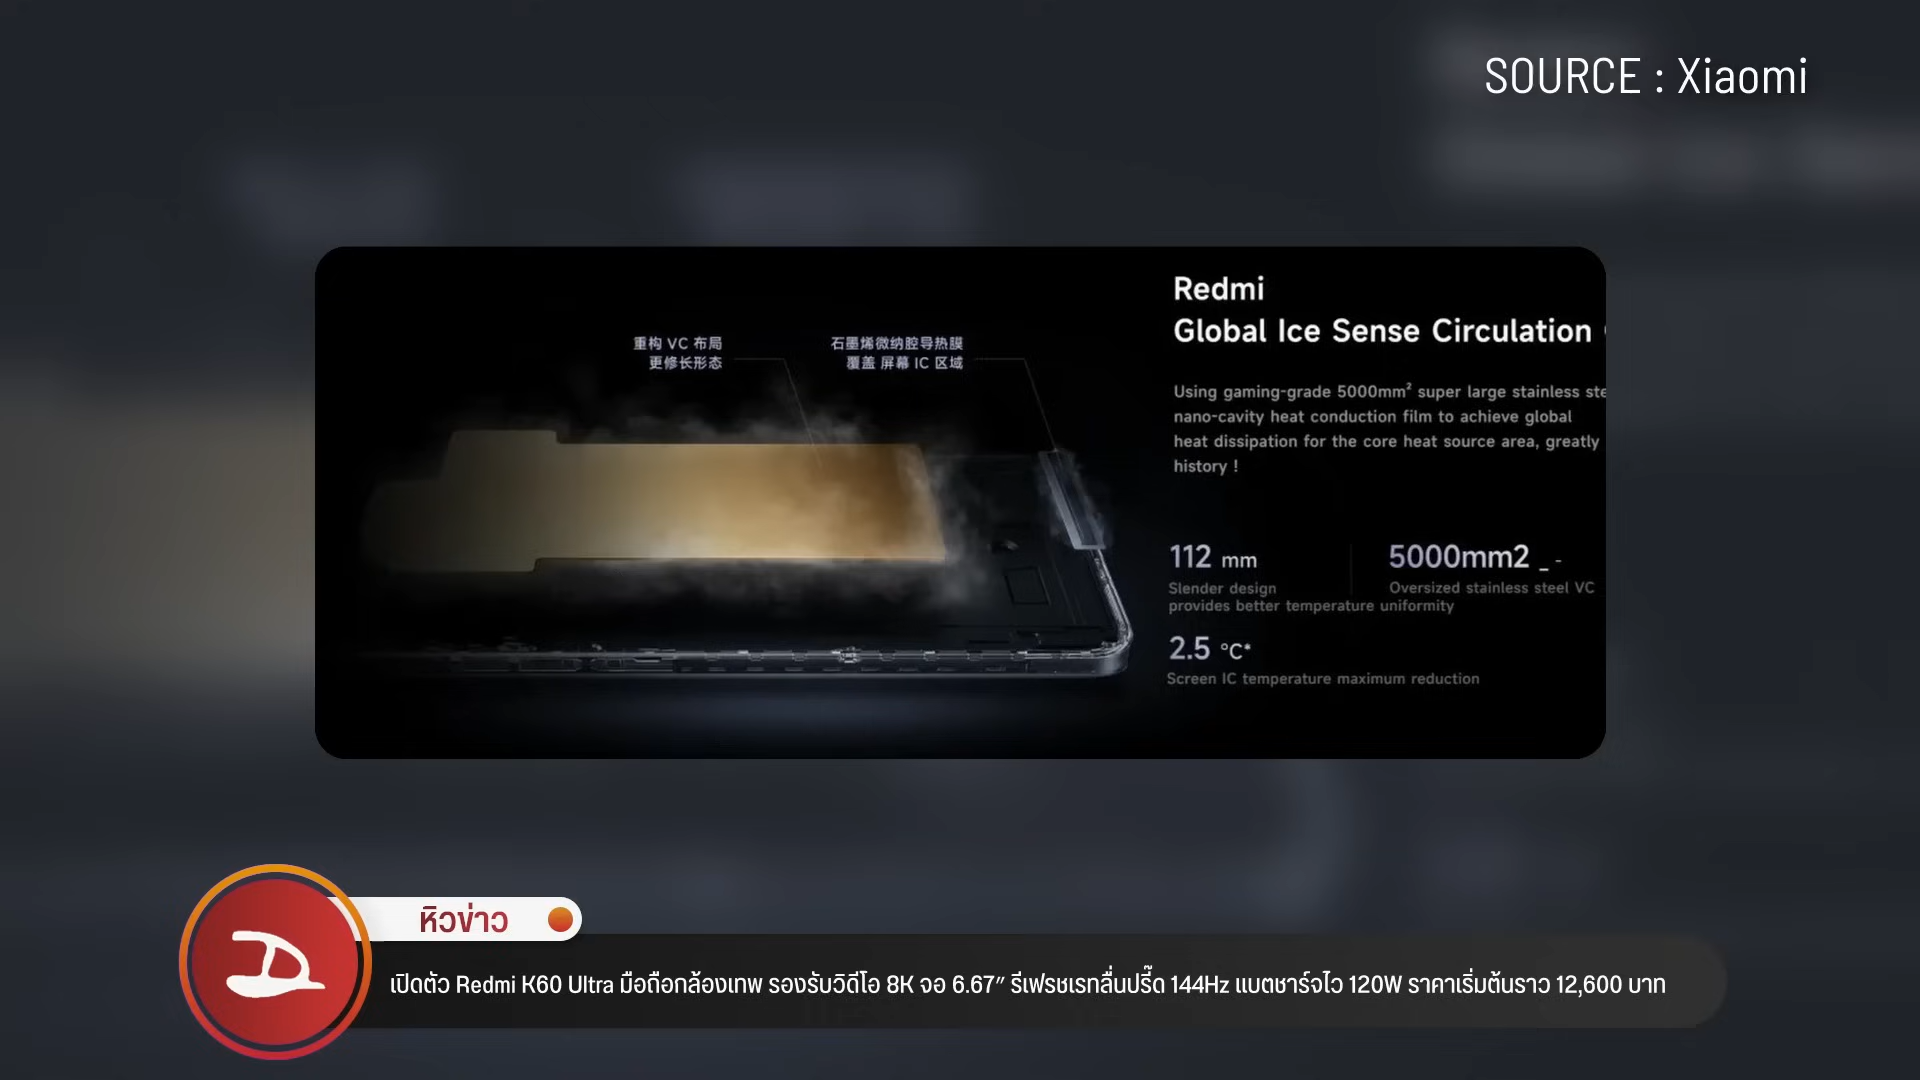 SOURCE : Xiaomi
重构 VC 布局
更修长形态
石墨烯微纳腔导热膜
覆盖 屏幕 IC 区域
Redmi
Global Ice Sense Circulation
Using gaming-grade 5000mm² super large stainless ste
nano-cavity heat conduction film to achieve global
heat dissipation for the core heat source area, greatly
history !
112 mm
Slender design
provides better temperature uniformity
5000mm2 _ -
Oversized stainless steel VC
2.5 °C*
Screen IC temperature maximum reduction
หิวข่าว
เปิดตัว Redmi K60 Ultra มือถือกล้องเทพ รองรับวิดีโอ 8K จอ 6.67″ รีเฟรชเรทลื่นปรี๊ด 144Hz แบตชาร์จไว 120W ราคาเริ่มต้นราว 12,600 บาท